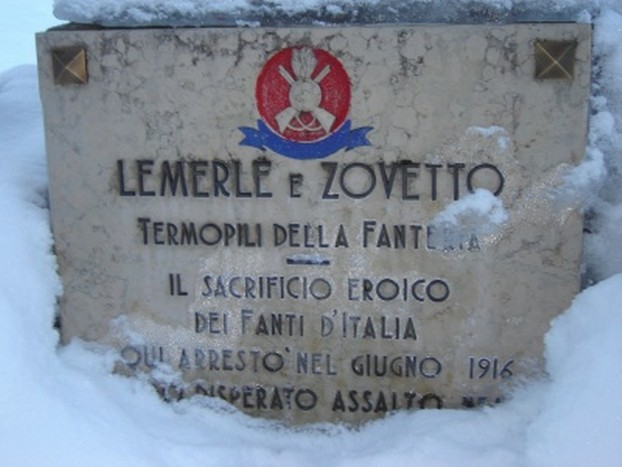 LEMERLE E ZOVETTO
TERMOPILI DELLA FANTERIA
IL SACRIFICIO EROICO
DEI FANTI D'ITALIA
QUI ARRESTO' NEL GIUGNO 1916
DISPERATO ASSALTO